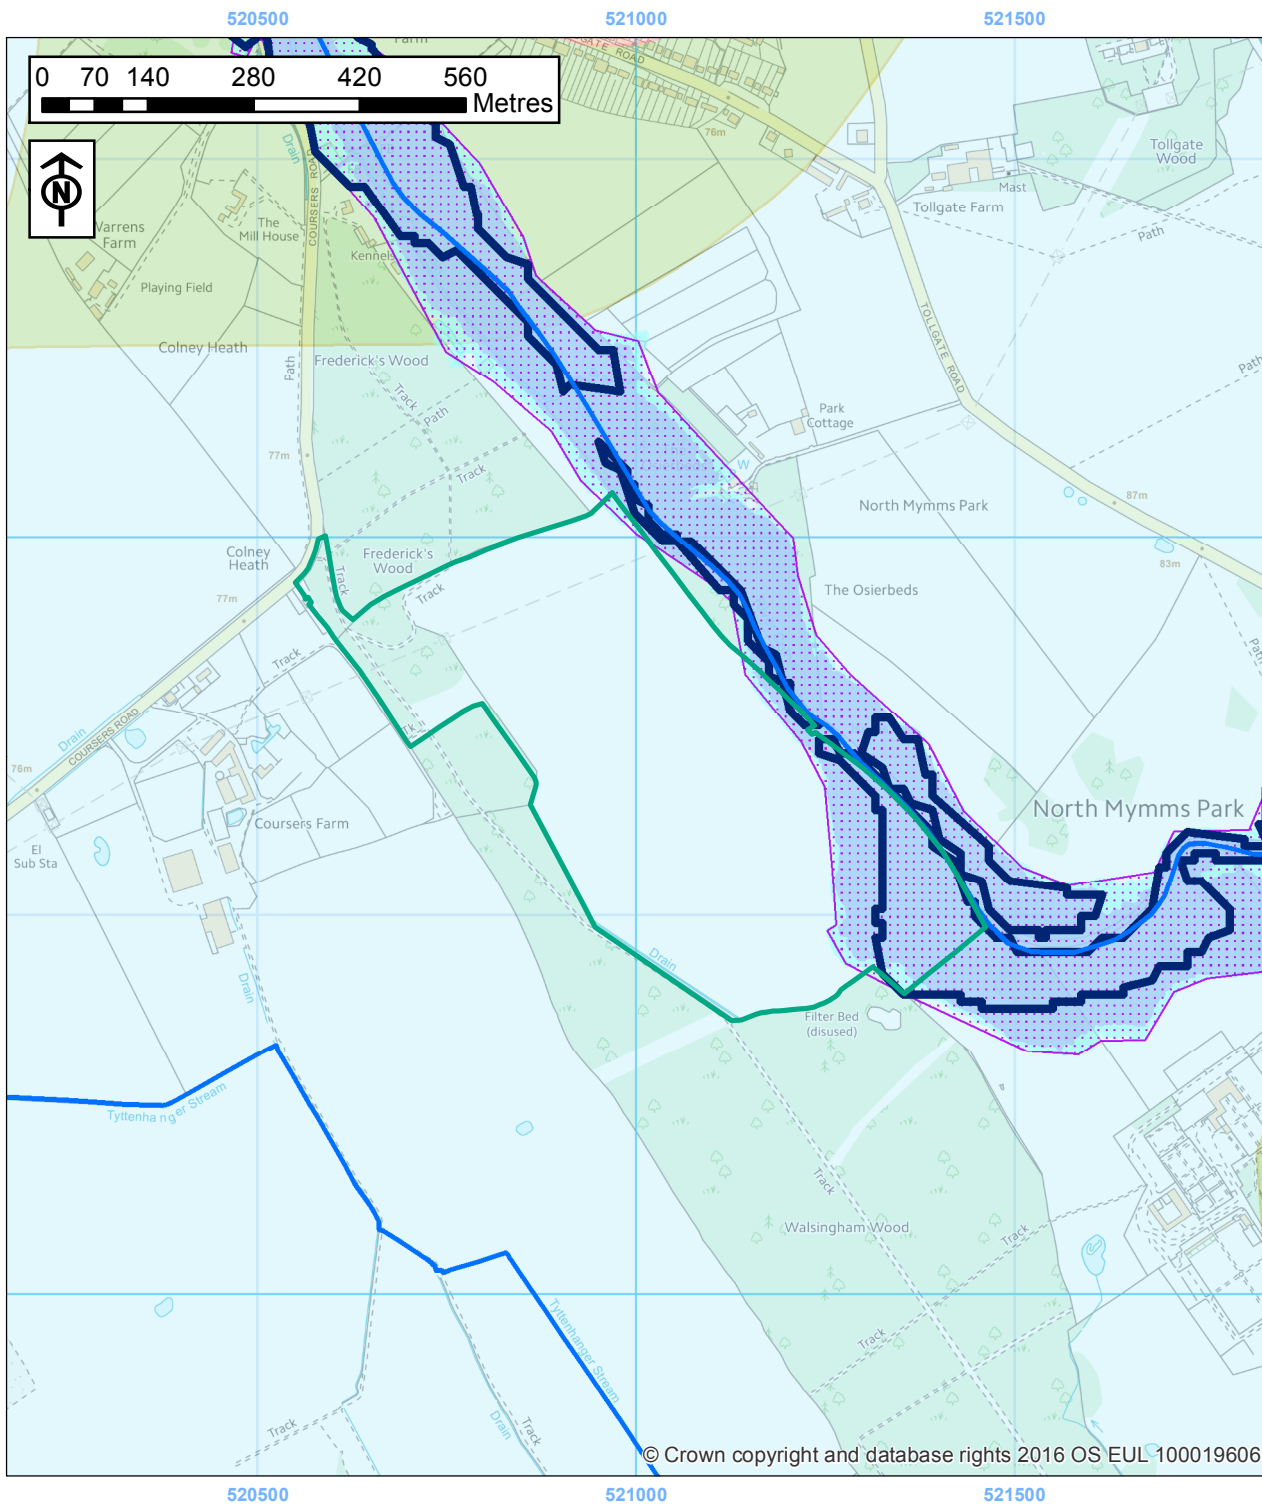 520500 521000 521500
Farm
TOLLGATE ROAD
0 70 140 280 420 560
Metres
N
76m
Drain
COURSERS ROAD
Tollgate
Wood
Mast
Tollgate Farm
Path
Varrens
Farm
The
Mill House
Kennels
Playing Field
Colney Heath
Path
Frederick's Wood
Track
Path
TOLLGATE ROAD
Path
Park
Cottage
77m
Track
W
North Mymms Park
87m
Colney
Heath
Frederick's
Wood
Track
Track
83m
77m
The Osierbeds
Path
Track
Drain
COURSERS ROAD
Tk
76m
Coursers Farm
North Mymms Park
El
Sub Sta
Drain
Drain
Filter Bed
(disused)
Tyttenhanger Stream
Track
Walsingham Wood
Track
Tyttenhanger Stream
Track
Track
Drain
Track
© Crown copyright and database rights 2016 OS EUL 100019606
520500 521000 521500